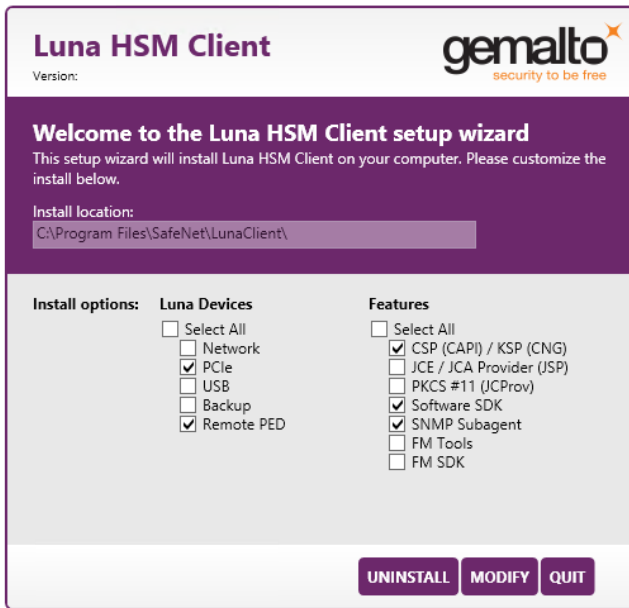 Luna HSM Client
Version:
gemalto
security to be free
Welcome to the Luna HSM Client setup wizard
This setup wizard will install Luna HSM Client on your computer. Please customize the
install below.
Install location:
C:\Program Files\SafeNet\LunaClient\
Install options:
Luna Devices
Select All
Network
PCIe
USB
Backup
Remote PED
Features
Select All
CSP (CAPI) / KSP (CNG)
JCE / JCA Provider (JSP)
PKCS #11 (JCProv)
Software SDK
SNMP Subagent
FM Tools
FM SDK
UNINSTALL
MODIFY
QUIT